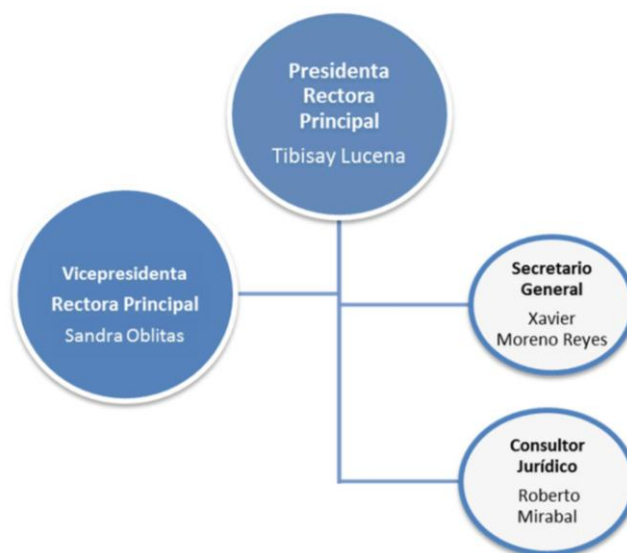 Presidenta
Rectora
Principal
Tibisay Lucena
Vicepresidenta
Rectora Principal
Sandra Oblitas
Secretario
General
Xavier
Moreno Reyes
Consultor
Jurídico
Roberto
Mirabal